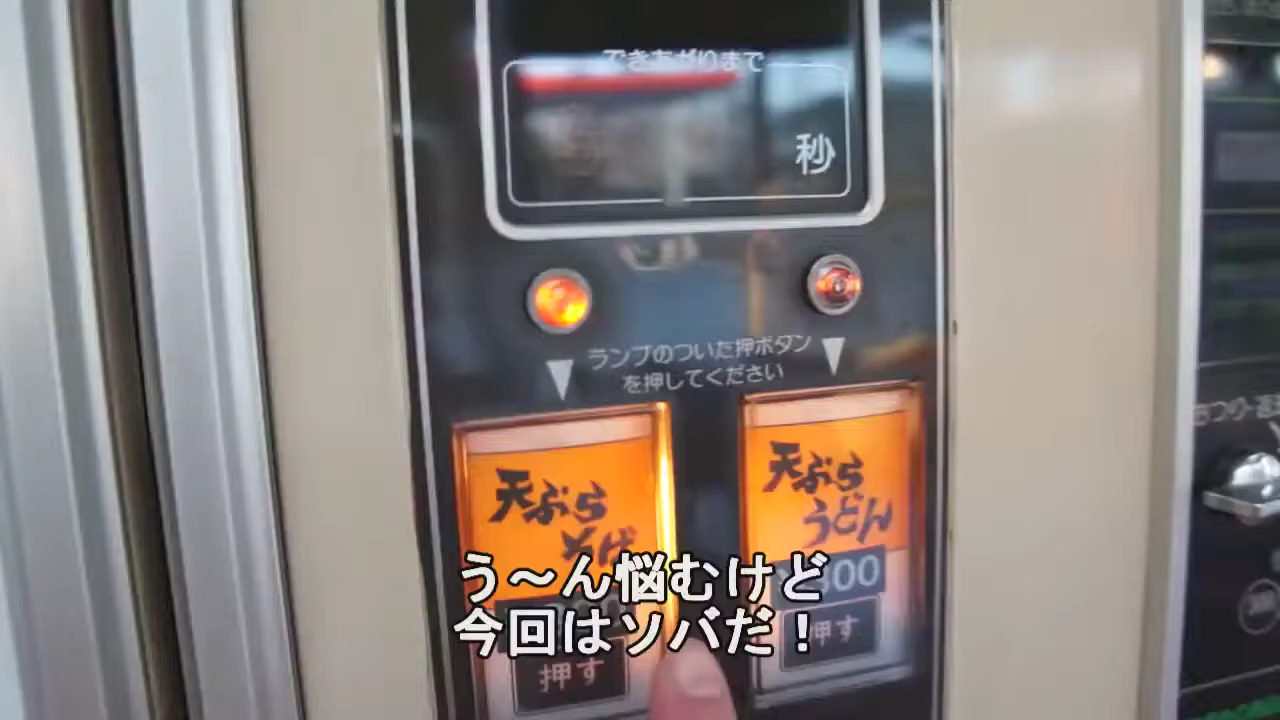 できあがりまで
秒
ランプのついた押ボタン
を押してください
天ぷら
そば
天ぷら
うどん
押す
押す
う〜ん悩むけど
今回はソバだ！